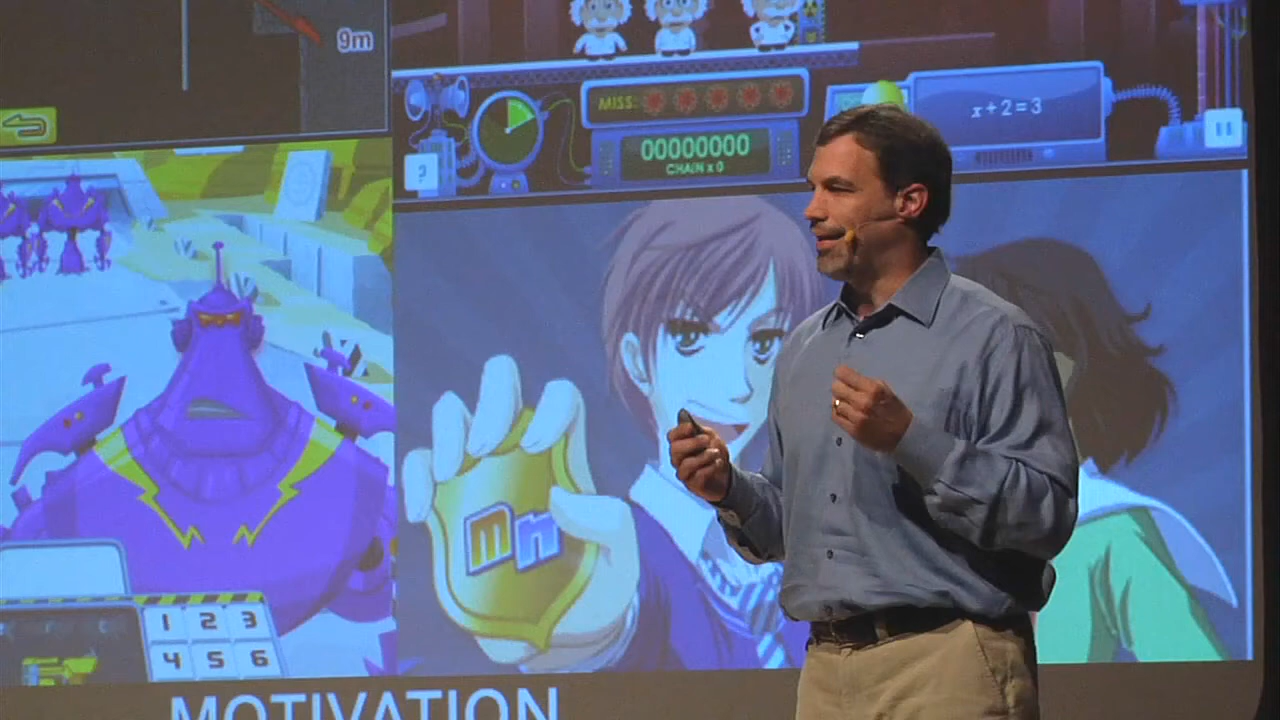 9m
MISS:
x+2=3
00000000
CHAIN x 0
?
Mn
1 2 3
4 5 6
MOTIVATION